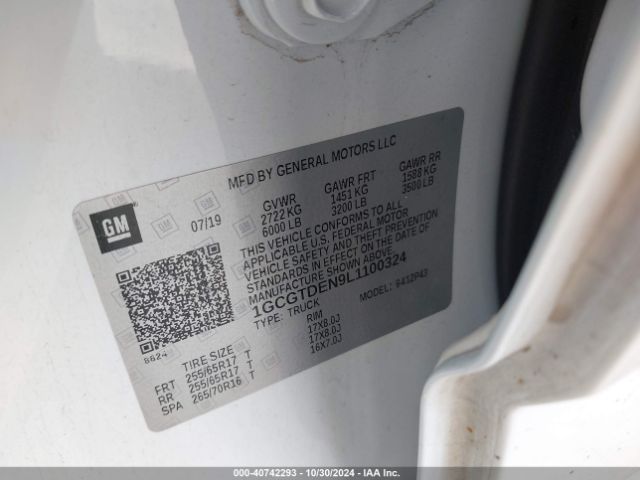 MFD BY GENERAL MOTORS LLC
GM
07/19
GVWR GAWR FRT GAWR RR
2722 KG 1451 KG 1588 KG
6000 LB 3200 LB 3500 LB
THIS VEHICLE CONFORMS TO ALL
APPLICABLE U.S. FEDERAL MOTOR
VEHICLE SAFETY AND THEFT PREVENTION
STANDARDS IN EFFECT ON THE DATE OF
MANUFACTURE SHOWN ABOVE.
1GCGTDEN9L1100324
TYPE: TRUCK MODEL: 9412P43
8624
TIRE SIZE RIM
FRT 255/65R17 T 17X8.0J
RR 255/65R17 T 17X8.0J
SPA 265/70R16 T 16X7.0J
000-40742293 - 10/30/2024 - IAAI.com